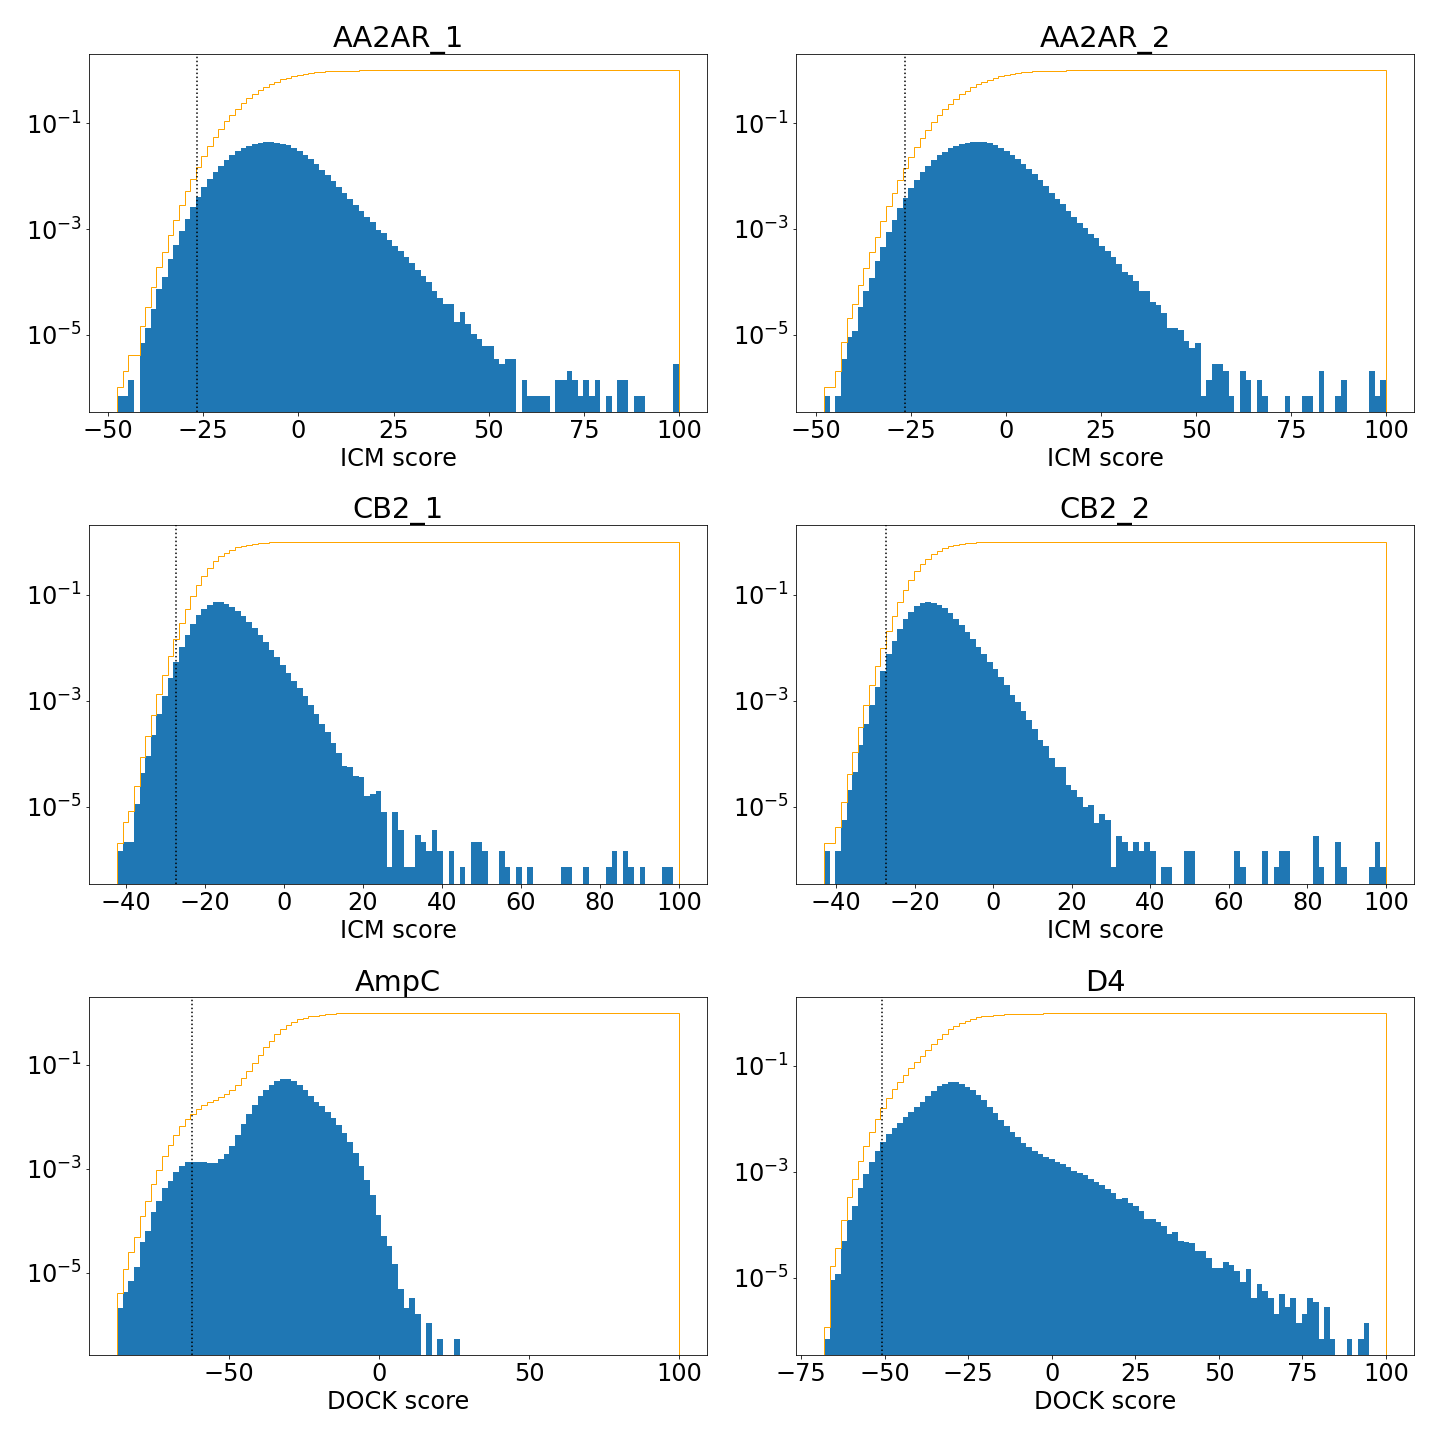 AA2AR_1
10⁻¹
10⁻³
10⁻⁵
−50 −25 0 25 50 75 100
ICM score
AA2AR_2
10⁻¹
10⁻³
10⁻⁵
−50 −25 0 25 50 75 100
ICM score
CB2_1
10⁻¹
10⁻³
10⁻⁵
−40 −20 0 20 40 60 80 100
ICM score
CB2_2
10⁻¹
10⁻³
10⁻⁵
−40 −20 0 20 40 60 80 100
ICM score
AmpC
10⁻¹
10⁻³
10⁻⁵
−50 0 50 100
DOCK score
D4
10⁻¹
10⁻³
10⁻⁵
−75 −50 −25 0 25 50 75 100
DOCK score